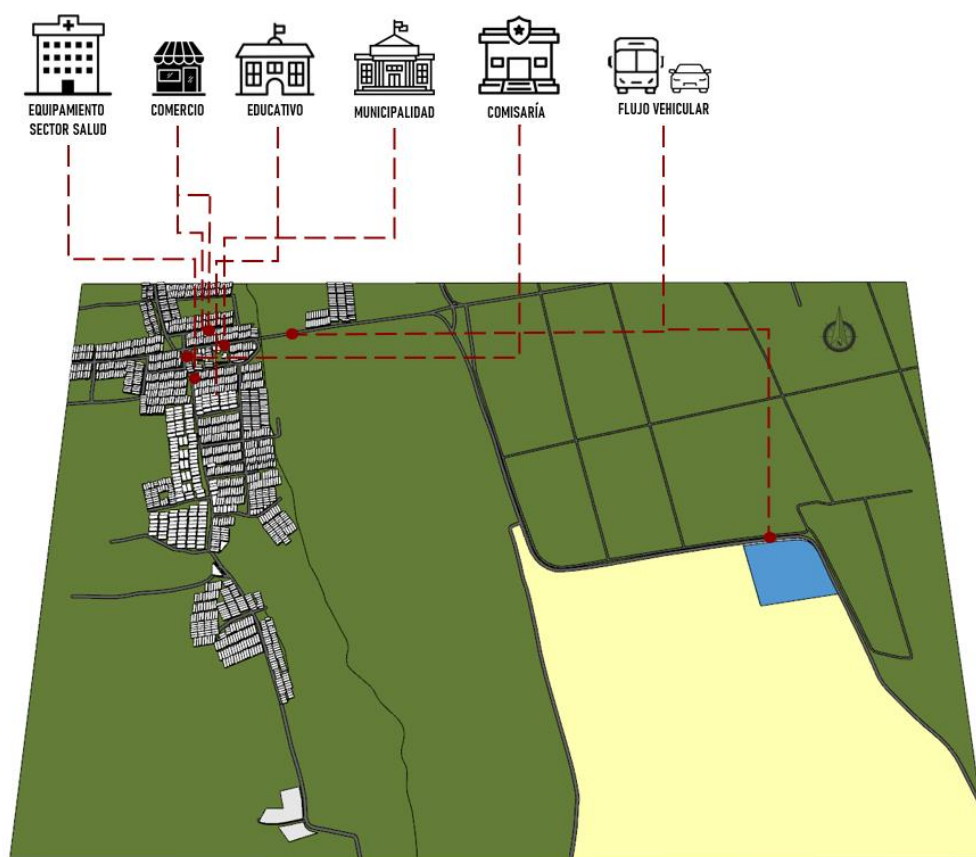 EQUIPAMIENTO
SECTOR SALUD
COMERCIO
EDUCATIVO
MUNICIPALIDAD
COMISARÍA
FLUJO VEHICULAR